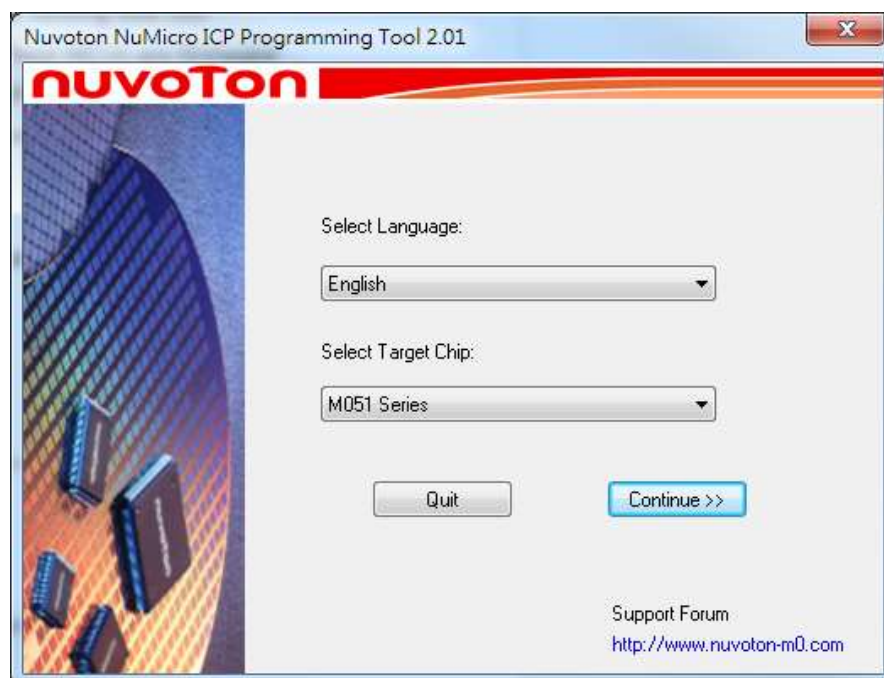 Nuvoton NuMicro ICP Programming Tool 2.01
nuvoTon
Select Language:
English
Select Target Chip:
M051 Series
Quit
Continue >>
Support Forum
http://www.nuvoton-m0.com